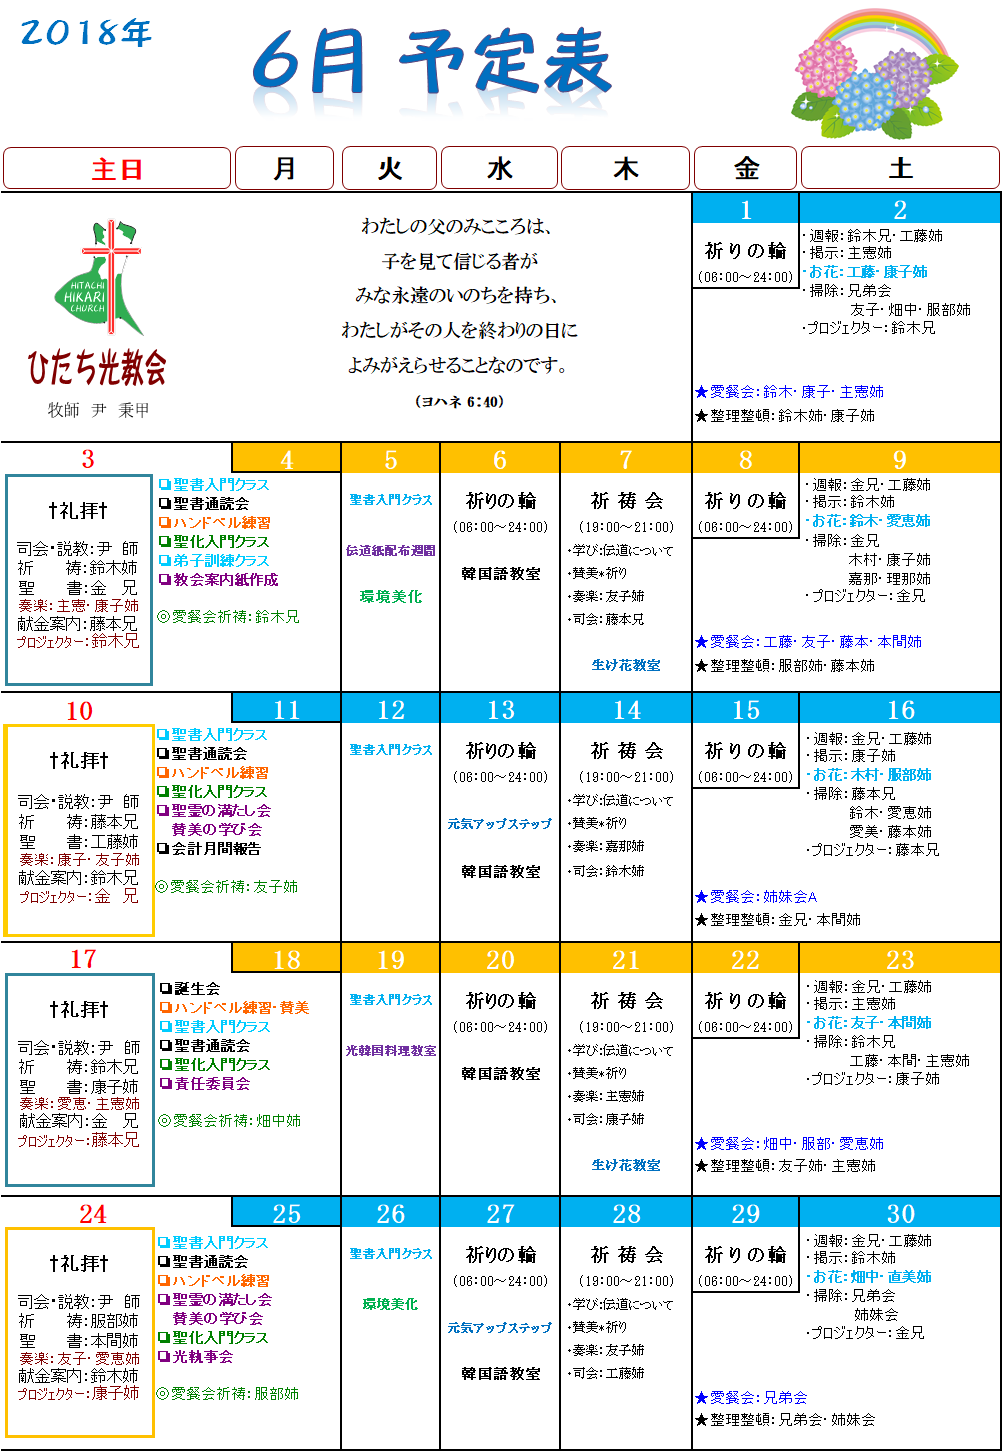 2018年
6月 予定表
主日
月
火
水
木
金
土
HITACHI
HIKARI
CHURCH
ひたち光教会
牧師 尹 秉甲
わたしの父のみこころは、
子を見て信じる者が
みな永遠のいのちを持ち、
わたしがその人を終わりの日に
よみがえらせることなのです。
(ヨハネ 6:40)
1
祈りの輪
(06:00~24:00)
2
・週報:鈴木兄・工藤姉
・掲示:主憲姉
・お花:工藤・康子姉
・掃除:兄弟会
友子・畑中・服部姉
・プロジェクター:鈴木兄
★愛餐会:鈴木・康子・主憲姉
★整理整頓:鈴木姉・康子姉
3
†礼拝†
司会・説教:尹 師
祈 祷:鈴木姉
聖 書:金 兄
奏楽:主憲・康子姉
献金案内:藤本兄
プロジェクター:鈴木兄
❏聖書入門クラス
❏聖書通読会
❏ハンドベル練習
❏聖化入門クラス
❏弟子訓練クラス
❏教会案内紙作成
◎愛餐会祈祷:鈴木兄
4
5
聖書入門クラス
伝道紙配布週間
環境美化
6
祈りの輪
(06:00~24:00)
韓国語教室
7
祈 祷 会
(19:00~21:00)
・学び:伝道について
・賛美*祈り
・奏楽:友子姉
・司会:藤本兄
生け花教室
8
祈りの輪
(06:00~24:00)
9
・週報:金兄・工藤姉
・掲示:鈴木姉
・お花:鈴木・愛恵姉
・掃除:金兄
木村・康子姉
嘉那・理那姉
・プロジェクター:金兄
★愛餐会:工藤・友子・藤本・本間姉
★整理整頓:服部姉・藤本姉
10
†礼拝†
司会・説教:尹 師
祈 祷:藤本兄
聖 書:工藤姉
奏楽:康子・友子姉
献金案内:鈴木兄
プロジェクター:金 兄
❏聖書入門クラス
❏聖書通読会
❏ハンドベル練習
❏聖化入門クラス
❏聖霊の満たし会
賛美の学び会
❏会計月間報告
◎愛餐会祈祷:友子姉
11
12
聖書入門クラス
13
祈りの輪
(06:00~24:00)
元気アップステップ
韓国語教室
14
祈 祷 会
(19:00~21:00)
・学び:伝道について
・賛美*祈り
・奏楽:嘉那姉
・司会:鈴木姉
15
祈りの輪
(06:00~24:00)
16
・週報:金兄・工藤姉
・掲示:康子姉
・お花:木村・服部姉
・掃除:藤本兄
鈴木・愛恵姉
愛美・藤本姉
・プロジェクター:藤本兄
★愛餐会:姉妹会A
★整理整頓:金兄・本間姉
17
†礼拝†
司会・説教:尹 師
祈 祷:鈴木兄
聖 書:康子姉
奏楽:愛恵・主憲姉
献金案内:金 兄
プロジェクター:藤本兄
❏誕生会
❏ハンドベル練習・賛美
❏聖書入門クラス
❏聖書通読会
❏聖化入門クラス
❏責任委員会
◎愛餐会祈祷:畑中姉
18
19
聖書入門クラス
光韓国料理教室
20
祈りの輪
(06:00~24:00)
韓国語教室
21
祈 祷 会
(19:00~21:00)
・学び:伝道について
・賛美*祈り
・奏楽:主憲姉
・司会:康子姉
生け花教室
22
祈りの輪
(06:00~24:00)
23
・週報:金兄・工藤姉
・掲示:主憲姉
・お花:友子・本間姉
・掃除:鈴木兄
工藤・本間・主憲姉
・プロジェクター:康子姉
★愛餐会:畑中・服部・愛恵姉
★整理整頓:友子姉・主憲姉
24
†礼拝†
司会・説教:尹 師
祈 祷:服部姉
聖 書:本間姉
奏楽:友子・愛恵姉
献金案内:鈴木姉
プロジェクター:康子姉
❏聖書入門クラス
❏聖書通読会
❏ハンドベル練習
❏聖霊の満たし会
賛美の学び会
❏聖化入門クラス
❏光執事会
◎愛餐会祈祷:服部姉
25
26
聖書入門クラス
環境美化
27
祈りの輪
(06:00~24:00)
元気アップステップ
韓国語教室
28
祈 祷 会
(19:00~21:00)
・学び:伝道について
・賛美*祈り
・奏楽:友子姉
・司会:工藤姉
29
祈りの輪
(06:00~24:00)
30
・週報:金兄・工藤姉
・掲示:鈴木姉
・お花:畑中・直美姉
・掃除:兄弟会
姉妹会
・プロジェクター:金兄
★愛餐会:兄弟会
★整理整頓:兄弟会・姉妹会